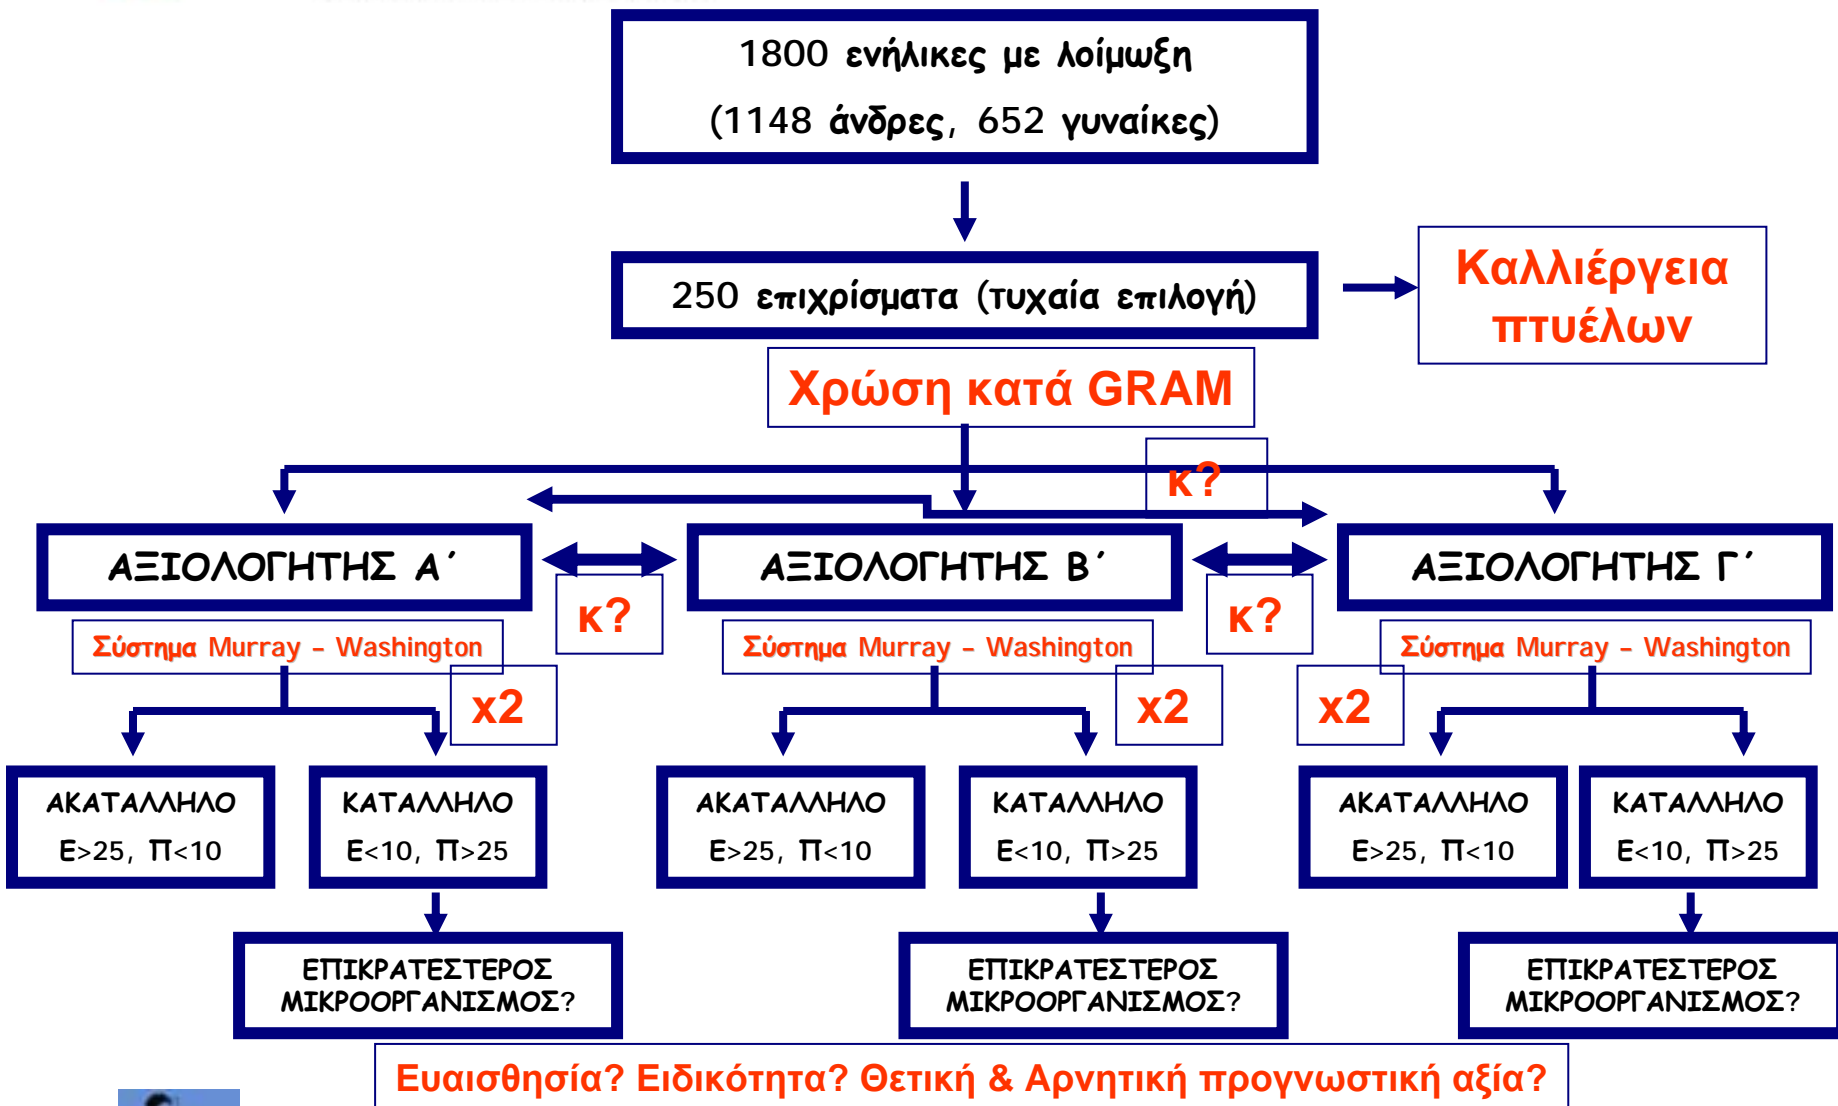 1800 ενήλικες με λοίμωξη
(1148 άνδρες, 652 γυναίκες)
250 επιχρίσματα (τυχαία επιλογή)
Καλλιέργεια
πτυέλων
Χρώση κατά GRAM
κ?
ΑΞΙΟΛΟΓΗΤΗΣ Α΄
ΑΞΙΟΛΟΓΗΤΗΣ Β΄
ΑΞΙΟΛΟΓΗΤΗΣ Γ΄
κ?
κ?
Σύστημα Murray – Washington
Σύστημα Murray – Washington
Σύστημα Murray – Washington
x2
x2
x2
ΑΚΑΤΑΛΛΗΛΟ
Ε>25, Π<10
ΚΑΤΑΛΛΗΛΟ
Ε<10, Π>25
ΑΚΑΤΑΛΛΗΛΟ
Ε>25, Π<10
ΚΑΤΑΛΛΗΛΟ
Ε<10, Π>25
ΑΚΑΤΑΛΛΗΛΟ
Ε>25, Π<10
ΚΑΤΑΛΛΗΛΟ
Ε<10, Π>25
ΕΠΙΚΡΑΤΕΣΤΕΡΟΣ
ΜΙΚΡΟΟΡΓΑΝΙΣΜΟΣ?
ΕΠΙΚΡΑΤΕΣΤΕΡΟΣ
ΜΙΚΡΟΟΡΓΑΝΙΣΜΟΣ?
ΕΠΙΚΡΑΤΕΣΤΕΡΟΣ
ΜΙΚΡΟΟΡΓΑΝΙΣΜΟΣ?
Ευαισθησία? Ειδικότητα? Θετική & Αρνητική προγνωστική αξία?